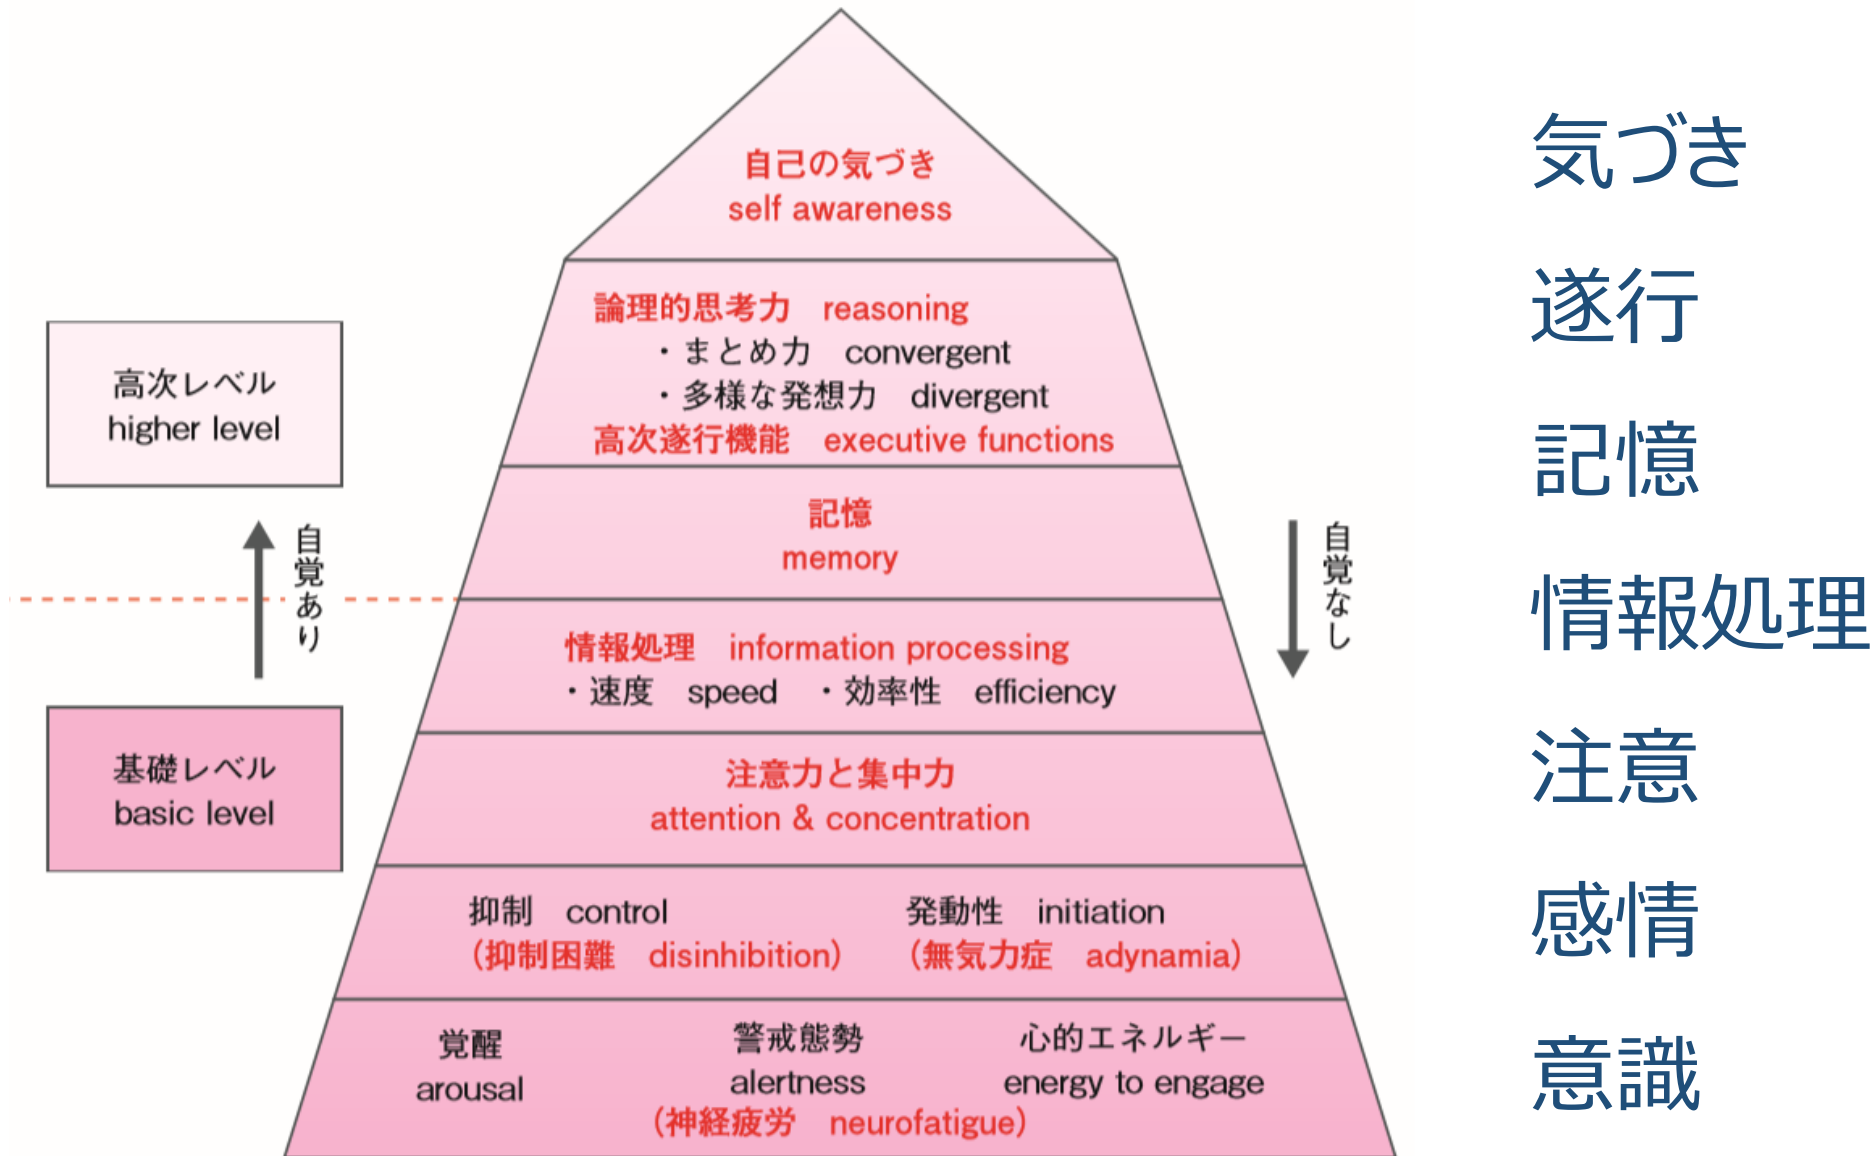 自己の気づき
self awareness
論理的思考力 reasoning
・まとめ力 convergent
・多様な発想力 divergent
高次遂行機能 executive functions
記憶
memory
情報処理 information processing
・速度 speed ・効率性 efficiency
注意力と集中力
attention & concentration
抑制 control 発動性 initiation
（抑制困難 disinhibition） （無気力症 adynamia）
覚醒 警戒態勢 心的エネルギー
arousal alertness energy to engage
（神経疲労 neurofatigue）
高次レベル
higher level
自覚あり
基礎レベル
basic level
自覚なし
気づき
遂行
記憶
情報処理
注意
感情
意識